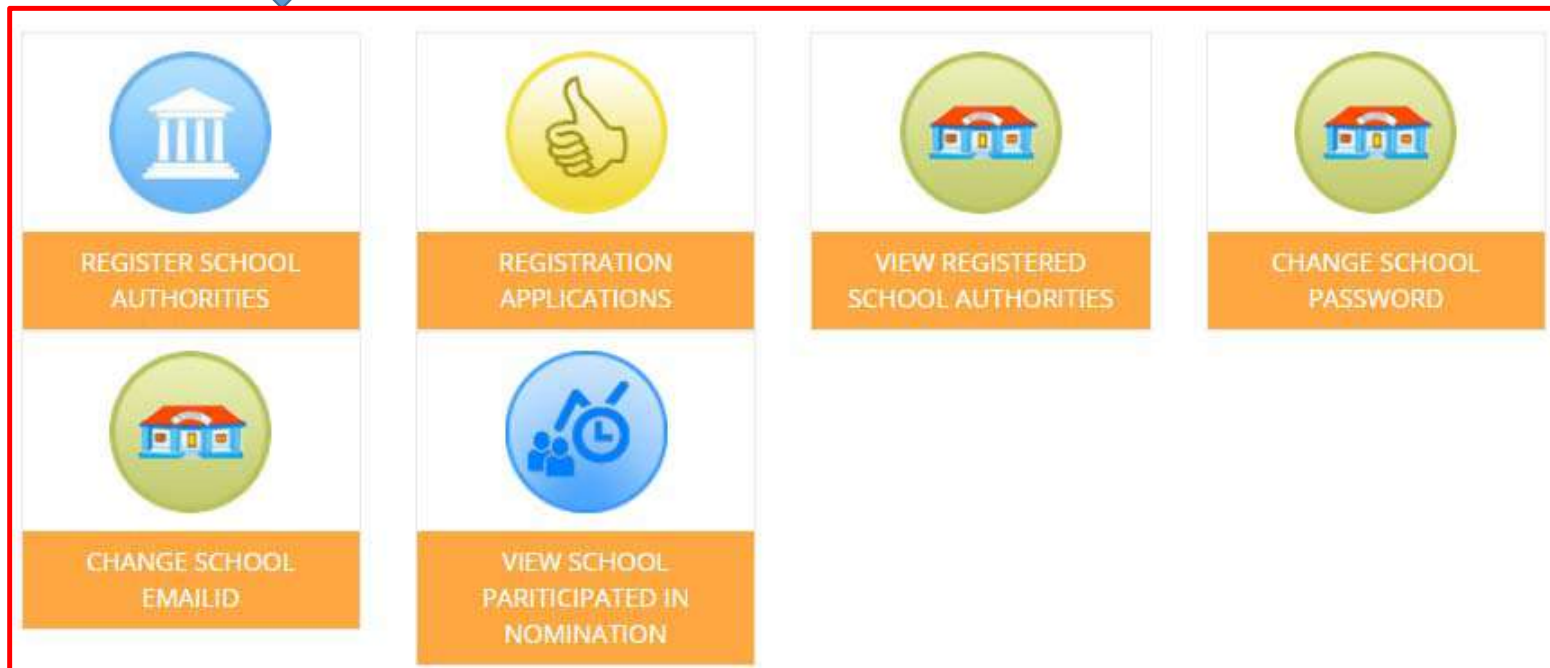 REGISTER SCHOOL
AUTHORITIES
REGISTRATION
APPLICATIONS
VIEW REGISTERED
SCHOOL AUTHORITIES
CHANGE SCHOOL
PASSWORD
CHANGE SCHOOL
EMAILID
VIEW SCHOOL
PARITICIPATED IN
NOMINATION